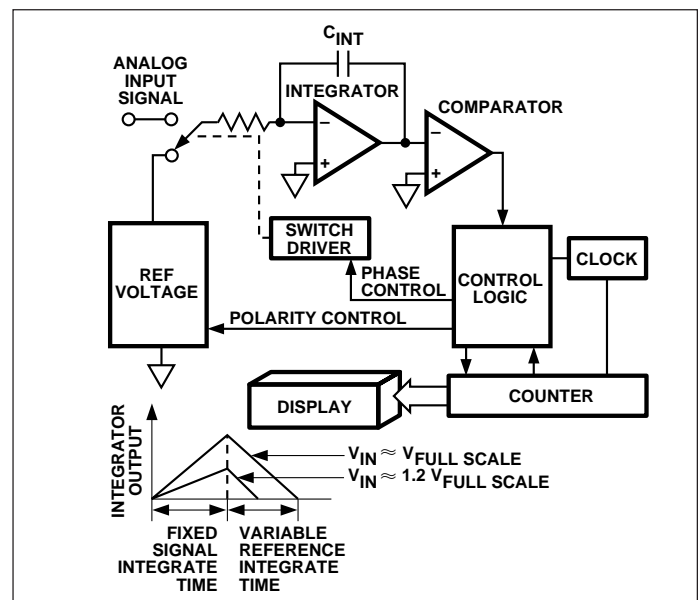 C INT
ANALOG
INPUT
SIGNAL
INTEGRATOR
COMPARATOR
–
+
–
+
SWITCH
DRIVER
REF
VOLTAGE
PHASE
CONTROL
CONTROL
LOGIC
CLOCK
POLARITY CONTROL
DISPLAY
COUNTER
INTEGRATOR
OUTPUT
V IN ≈ V FULL SCALE
V IN ≈ 1.2 V FULL SCALE
FIXED
SIGNAL
INTEGRATE
TIME
VARIABLE
REFERENCE
INTEGRATE
TIME